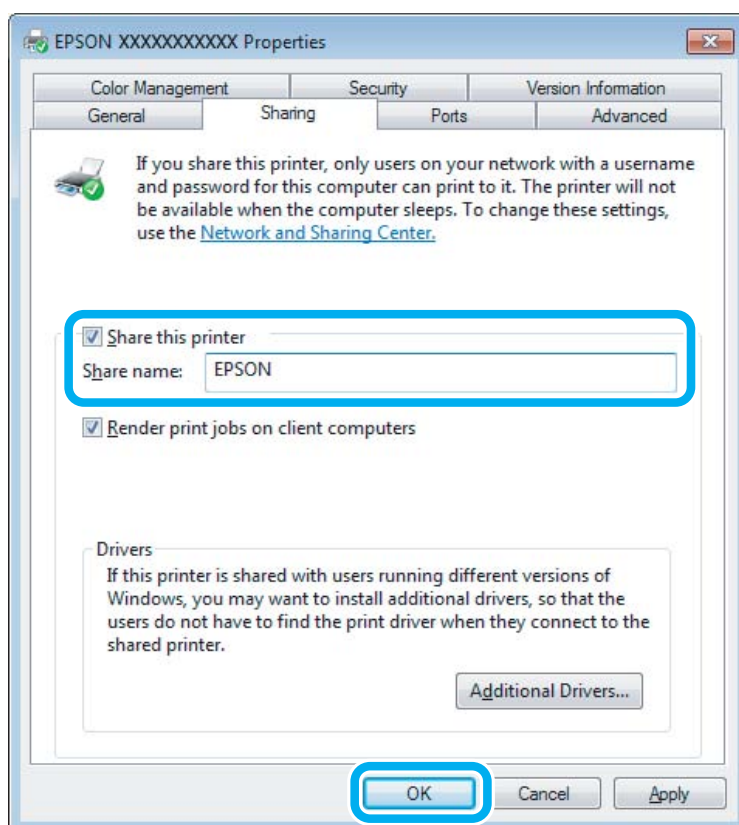 EPSON XXXXXXXXXXX Properties
Color Management Security Version Information
General Sharing Ports Advanced
If you share this printer, only users on your network with a username
and password for this computer can print to it. The printer will not
be available when the computer sleeps. To change these settings,
use the Network and Sharing Center.
Share this printer
Share name: EPSON
Render print jobs on client computers
Drivers
If this printer is shared with users running different versions of
Windows, you may want to install additional drivers, so that the
users do not have to find the print driver when they connect to the
shared printer.
Additional Drivers...
OK Cancel Apply